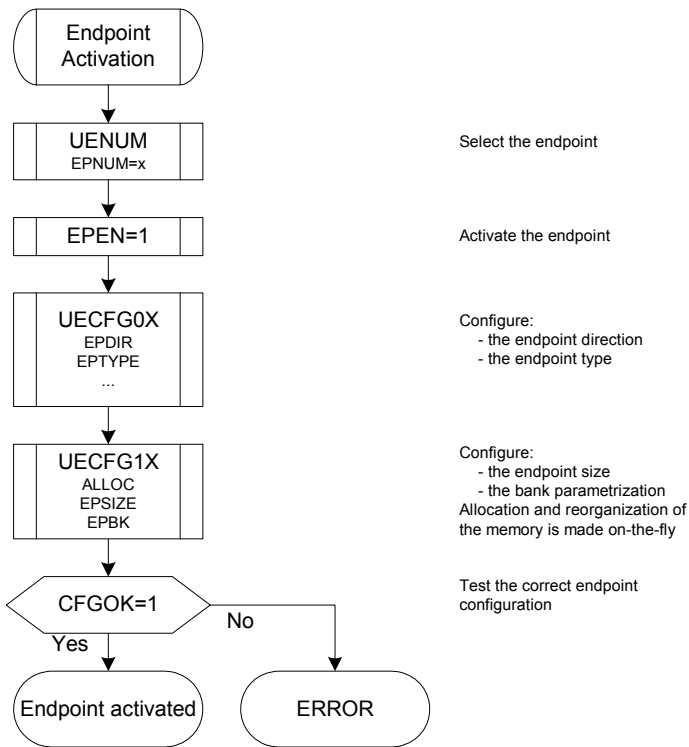 Endpoint
Activation
UENUM
EPNUM=x
Select the endpoint
EPEN=1
Activate the endpoint
UECFG0X
EPDIR
EPTYPE
...
Configure:
- the endpoint direction
- the endpoint type
UECFG1X
ALLOC
EPSIZE
EPBK
Configure:
- the endpoint size
- the bank parametrization
Allocation and reorganization of
the memory is made on-the-fly
CFGOK=1
Test the correct endpoint
configuration
No
Yes
Endpoint activated
ERROR